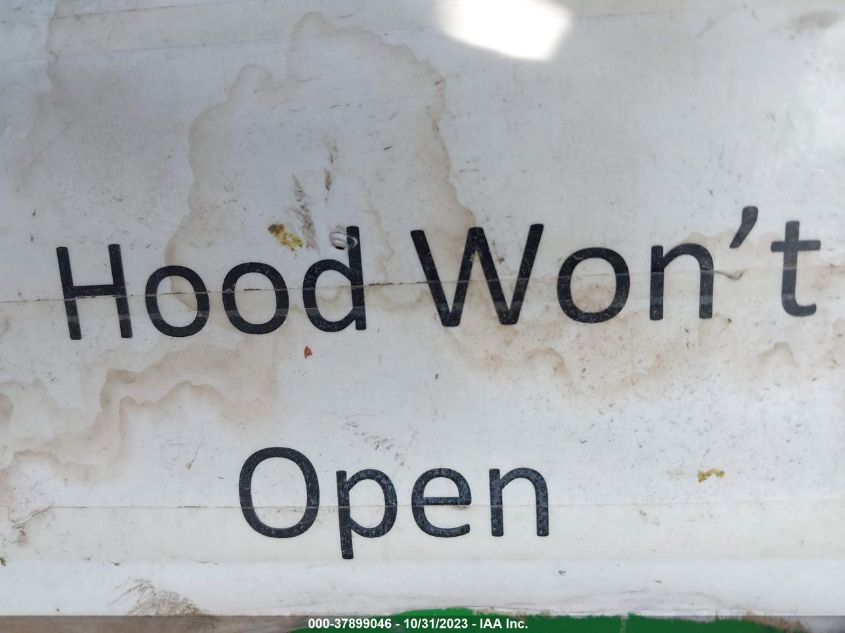 Hood Won’t
Open
000-37899046 - 10/31/2023 - IAA Inc.